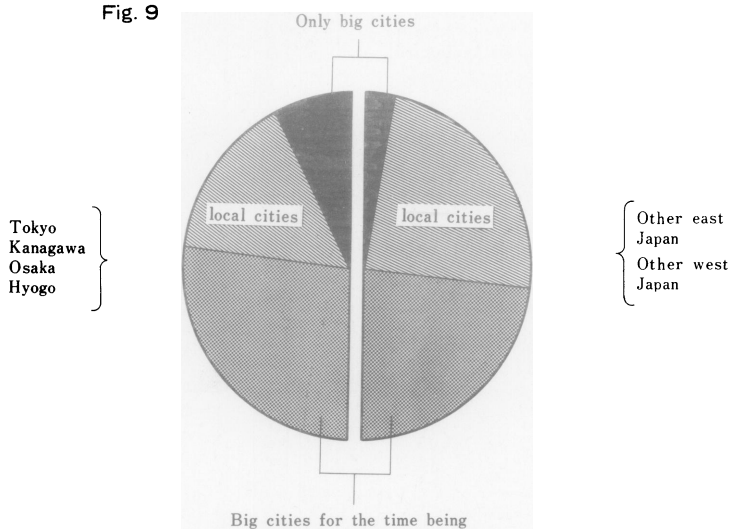 Fig. 9
Only big cities
local cities
local cities
Tokyo
Kanagawa
Osaka
Hyogo
Other east
Japan
Other west
Japan
Big cities for the time being